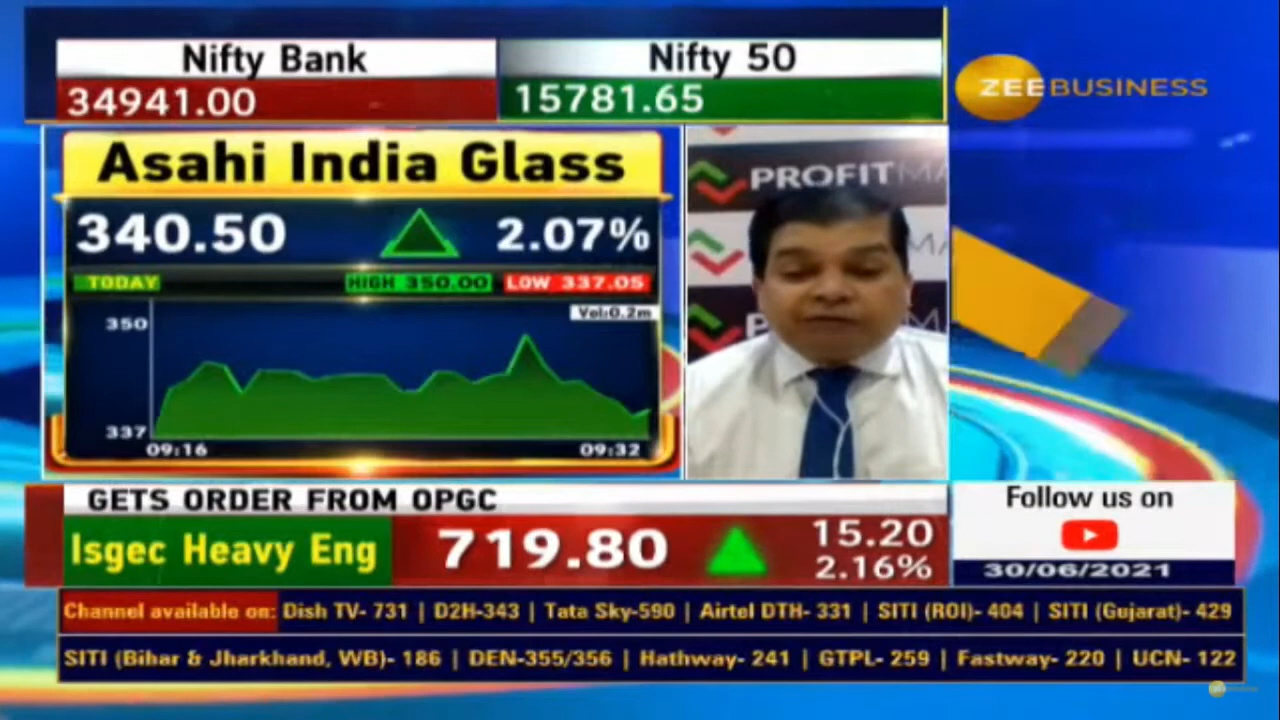 Nifty Bank
34941.00
Nifty 50
15781.65
ZEEBUSINESS
Asahi India Glass
340.50
2.07%
TODAY
HIGH 350.00
LOW 337.05
Vol:0.2m
350
337
09:16
09:32
PROFITMA
MA
GETS ORDER FROM OPGC
Isgec Heavy Eng
719.80
15.20
2.16%
Follow us on
30/06/2021
Channel available on: Dish TV- 731 | D2H-343 | Tata Sky-590 | Airtel DTH- 331 | SITI (ROI)- 404 | SITI (Gujarat)- 429
SITI (Bihar & Jharkhand, WB)- 186 | DEN-355/356 | Hathway- 241 | GTPL- 259 | Fastway- 220 | UCN- 122